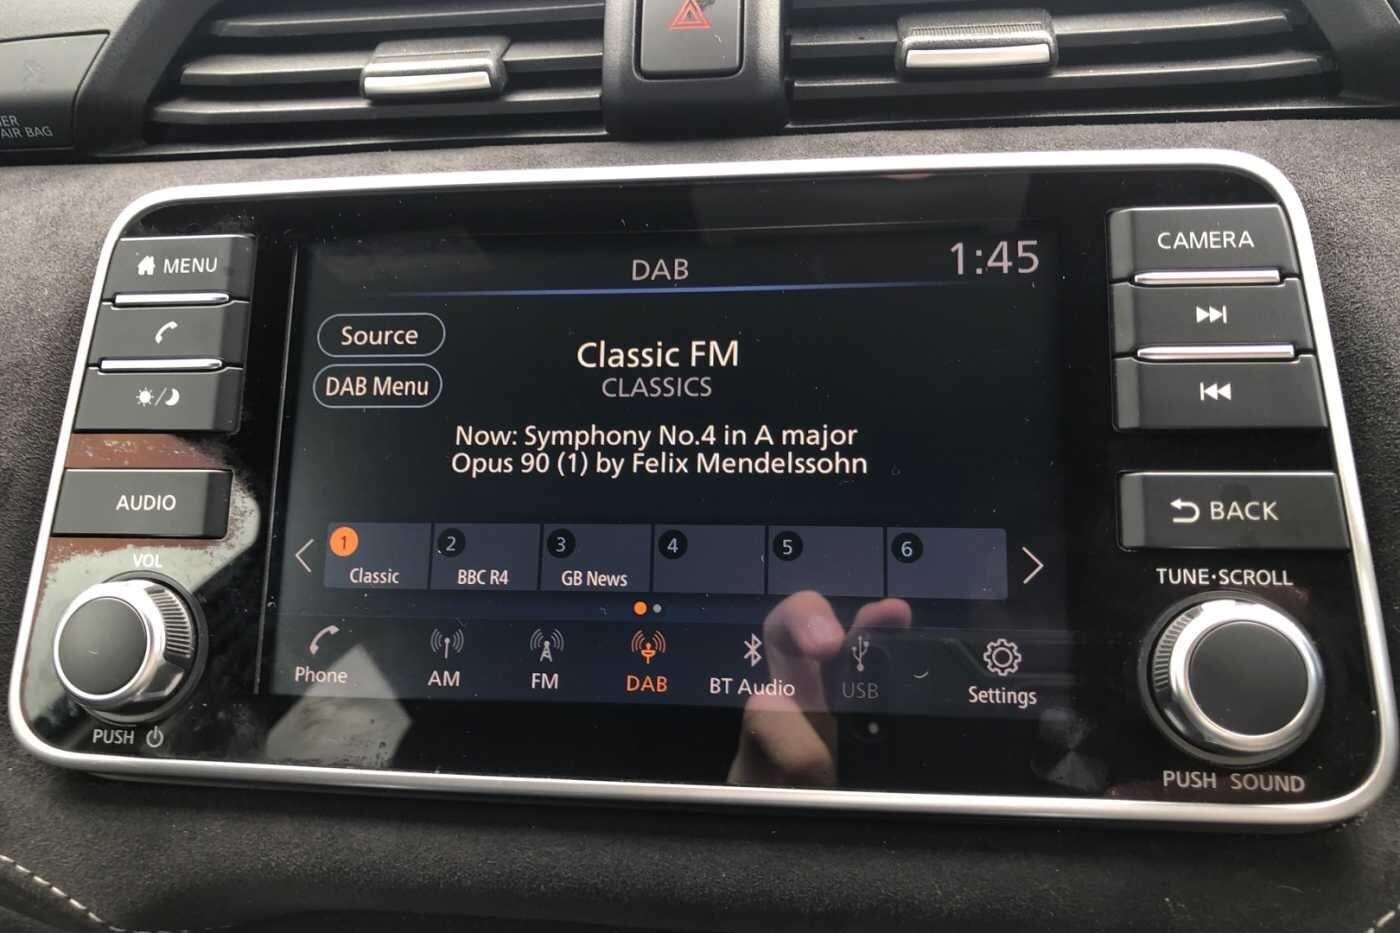 AIR BAG
MENU
AUDIO
VOL
PUSH
DAB
1:45
Source
DAB Menu
Classic FM
CLASSICS
Now: Symphony No.4 in A major
Opus 90 (1) by Felix Mendelssohn
1
Classic
2
BBC R4
3
GB News
4
5
6
Phone
AM
FM
DAB
BT Audio
USB
Settings
CAMERA
BACK
TUNE·SCROLL
PUSH SOUND